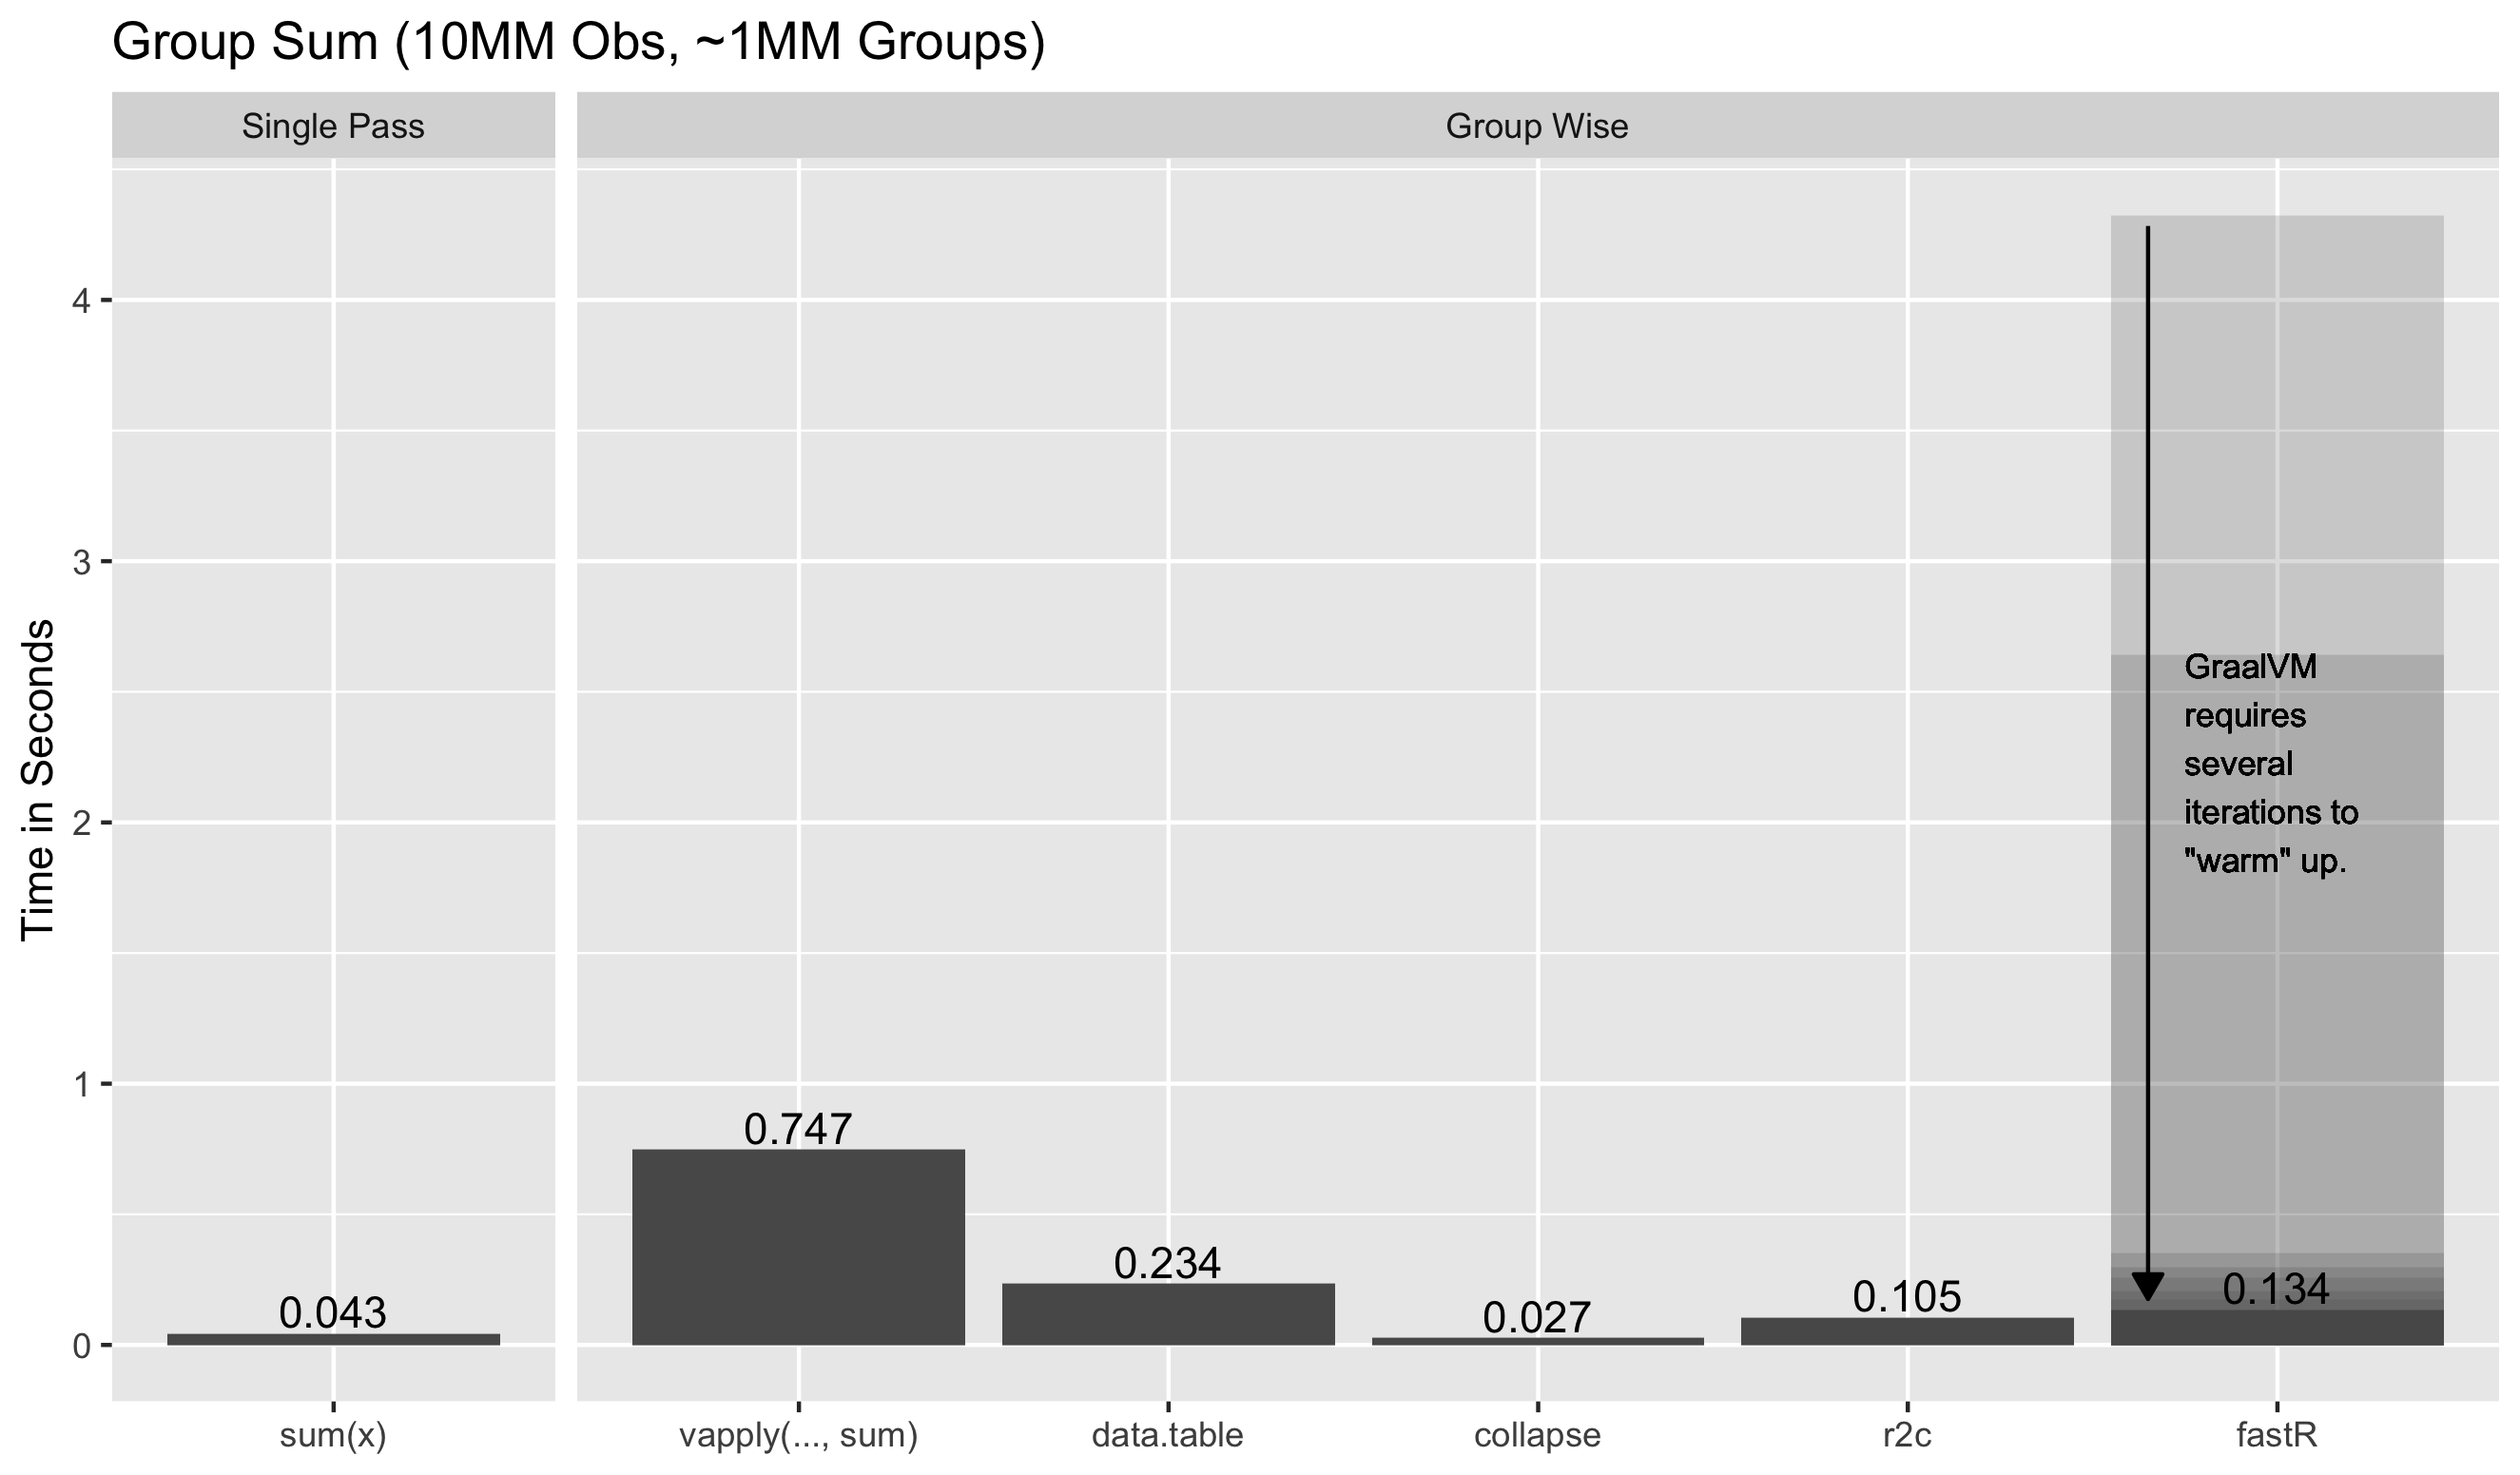 Group Sum (10MM Obs, ~1MM Groups)
Single Pass
Group Wise
Time in Seconds
4
3
2
1
0
GraalVM
requires
several
iterations to
"warm" up.
0.043
0.747
0.234
0.027
0.105
0.134
sum(x)
vapply(..., sum)
data.table
collapse
r2c
fastR